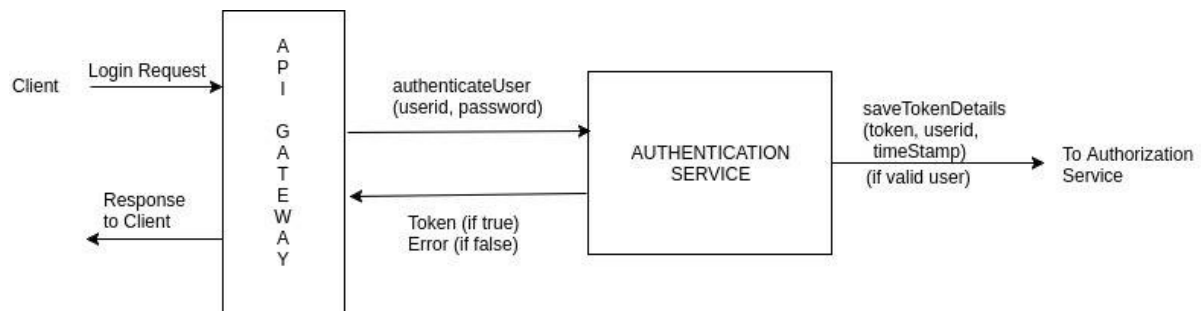 Client
Login Request
Response
to Client
A
P
I
G
A
T
E
W
A
Y
authenticateUser
(userid, password)
Token (if true)
Error (if false)
AUTHENTICATION
SERVICE
saveTokenDetails
(token, userid,
timeStamp)
(if valid user)
To Authorization
Service